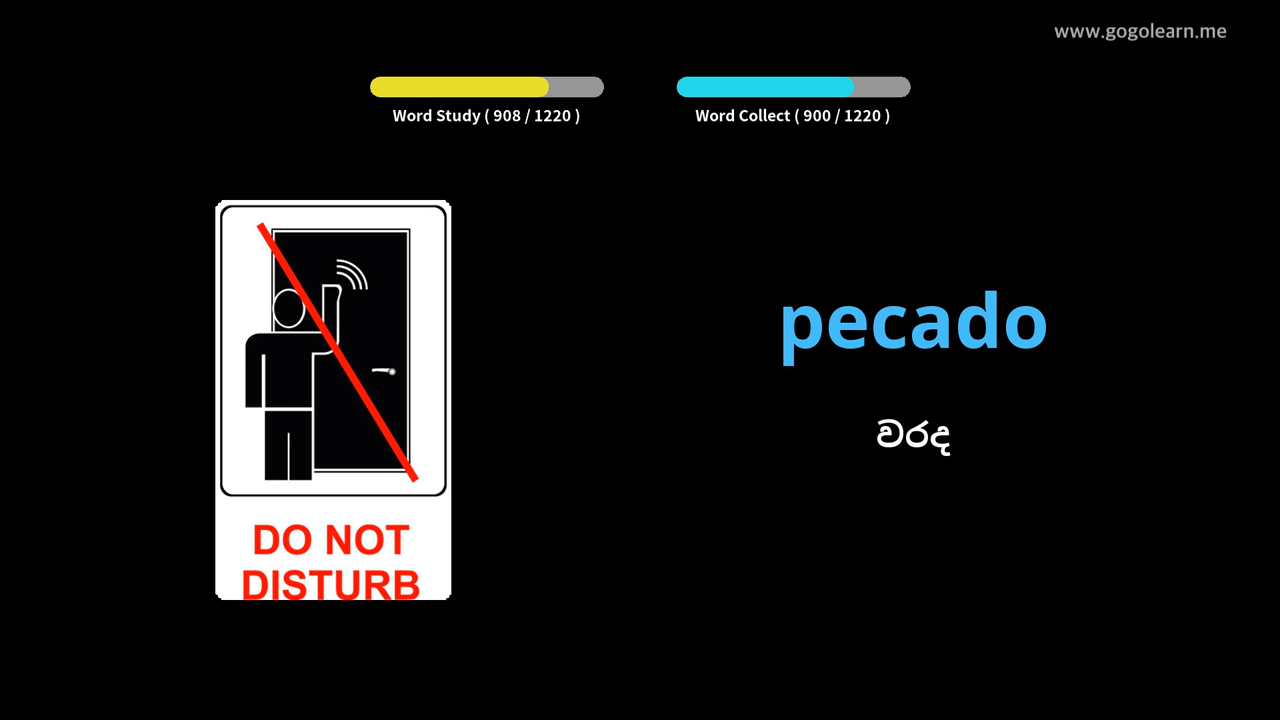 www.gogolearn.me
Word Study ( 908 / 1220 )
Word Collect ( 900 / 1220 )
pecado
වරද
DO NOT
DISTURB